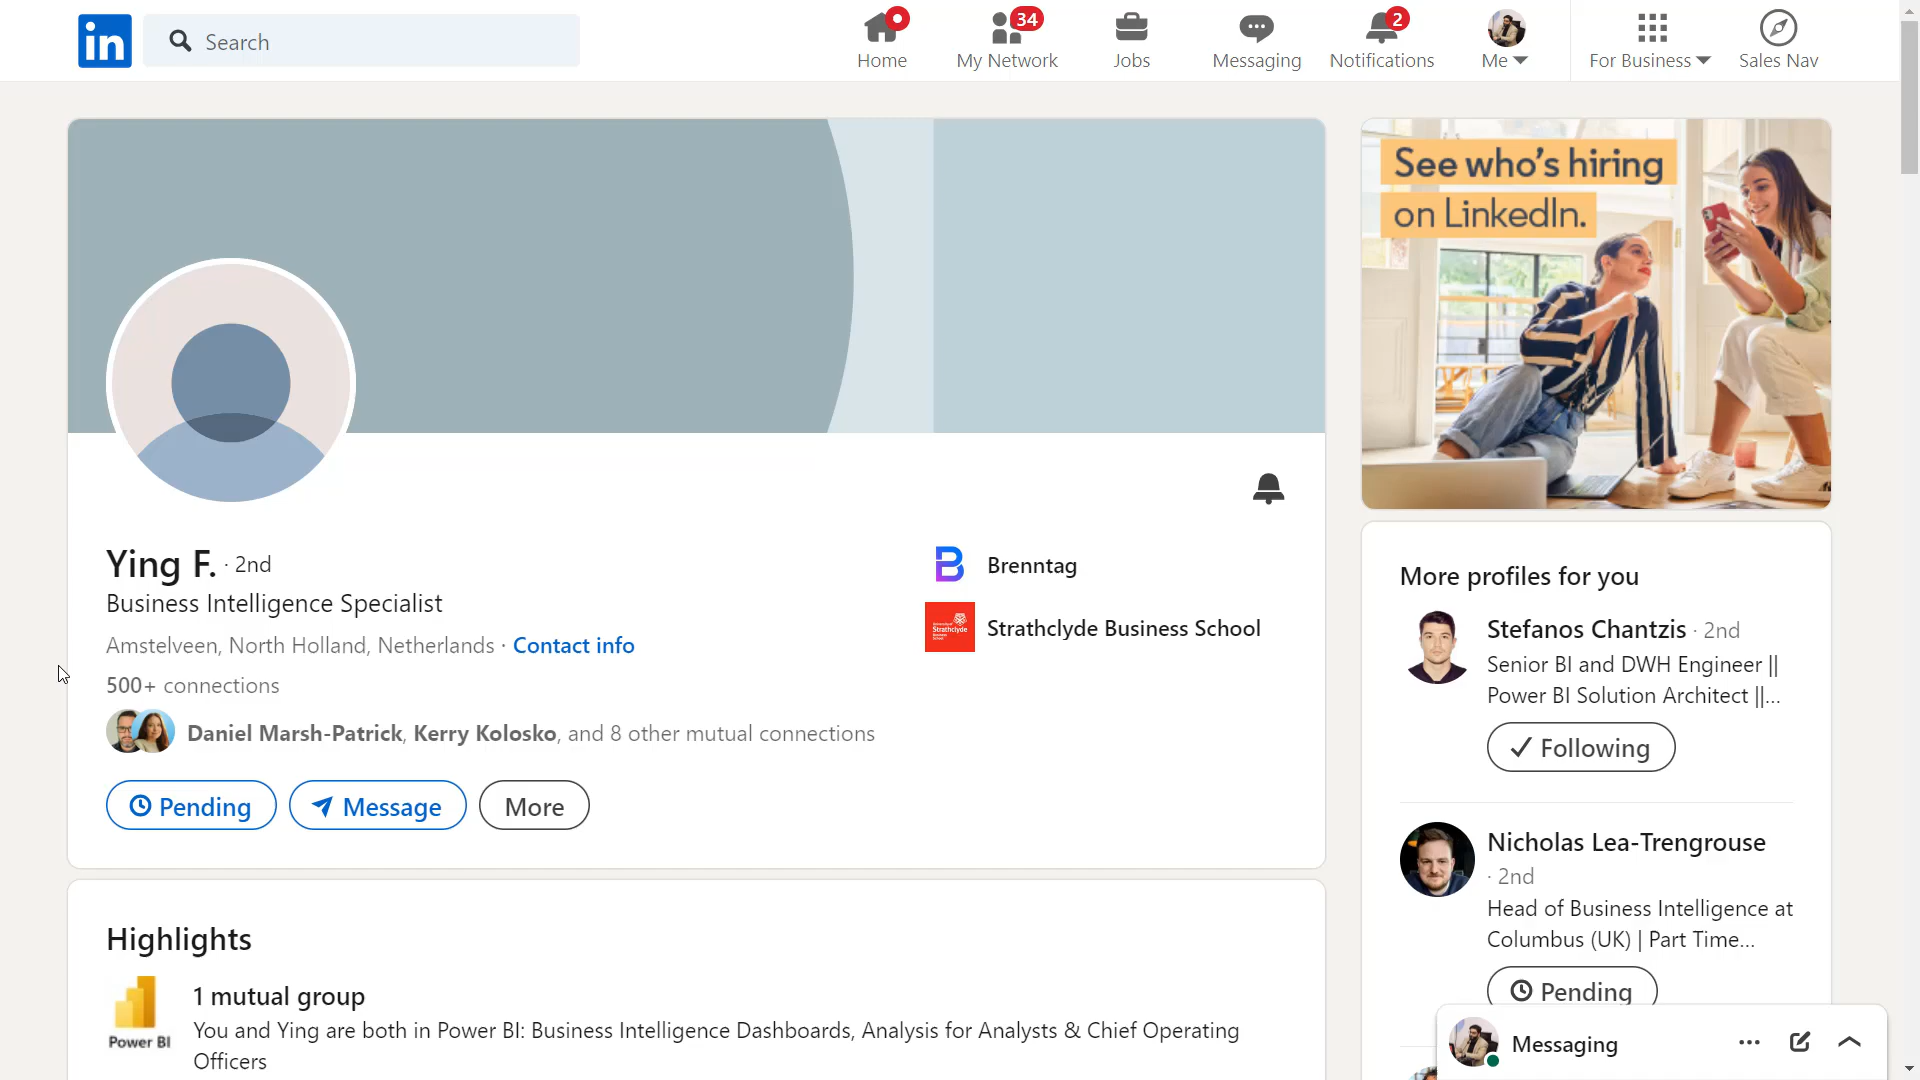 in
Search
Home
34
My Network
Jobs
Messaging
2
Notifications
Me
For Business
Sales Nav
See who's hiring
on LinkedIn.
Ying F. · 2nd
Business Intelligence Specialist
Amstelveen, North Holland, Netherlands · Contact info
500+ connections
Daniel Marsh-Patrick, Kerry Kolosko, and 8 other mutual connections
Pending
Message
More
Brenntag
Strathclyde Business School
More profiles for you
Stefanos Chantzis · 2nd
Senior BI and DWH Engineer ||
Power BI Solution Architect ||...
Following
Nicholas Lea-Trengrouse
· 2nd
Head of Business Intelligence at
Columbus (UK) | Part Time...
Pending
Highlights
Power BI
1 mutual group
You and Ying are both in Power BI: Business Intelligence Dashboards, Analysis for Analysts & Chief Operating
Officers
Messaging